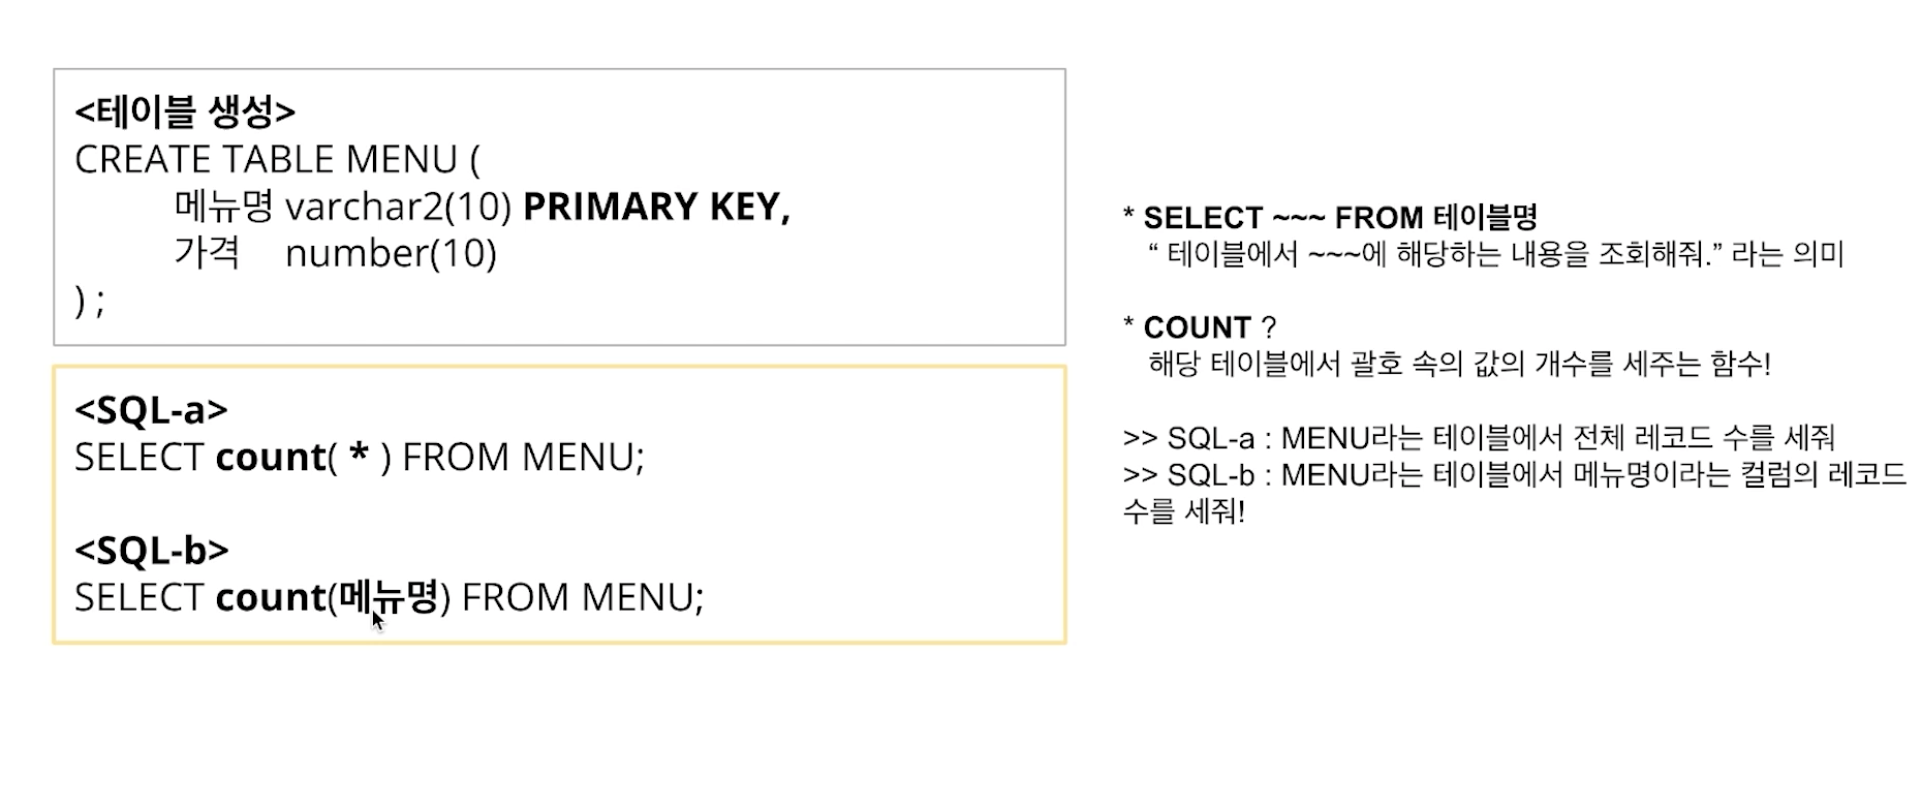 <테이블 생성>
CREATE TABLE MENU (
메뉴명 varchar2(10) PRIMARY KEY,
가격 number(10)
) ;
<SQL-a>
SELECT count( * ) FROM MENU;
<SQL-b>
SELECT count(메뉴명) FROM MENU;
* SELECT ~~~ FROM 테이블명
“ 테이블에서 ~~~에 해당하는 내용을 조회해줘.” 라는 의미
* COUNT ?
해당 테이블에서 괄호 속의 값의 개수를 세주는 함수!
>> SQL-a : MENU라는 테이블에서 전체 레코드 수를 세줘
>> SQL-b : MENU라는 테이블에서 메뉴명이라는 컬럼의 레코드
수를 세줘!